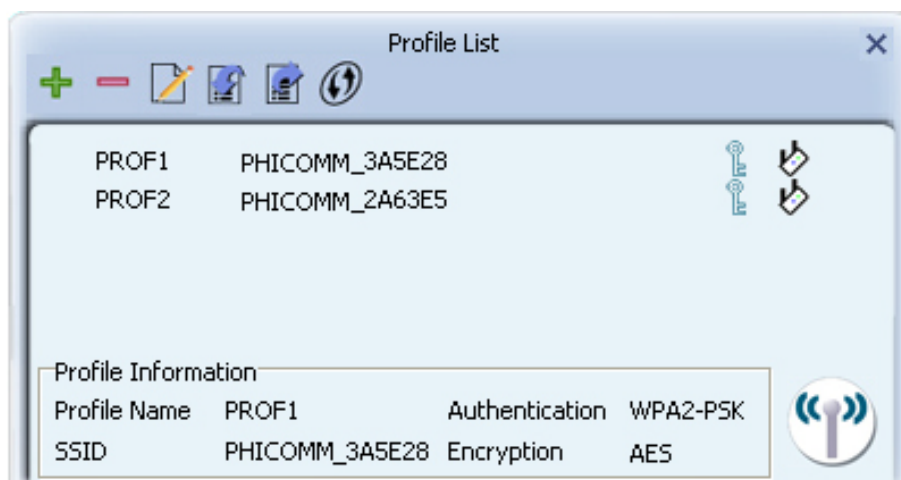 Profile List
PROF1 PHICOMM_3A5E28
PROF2 PHICOMM_2A63E5
Profile Information
Profile Name PROF1 Authentication WPA2-PSK
SSID PHICOMM_3A5E28 Encryption AES